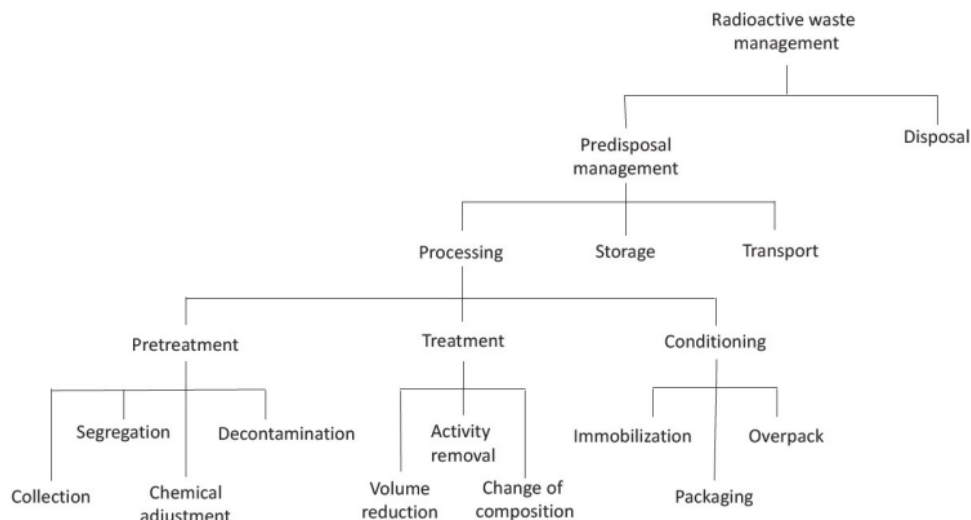 Radioactive waste
management
Disposal
Predisposal
management
Processing
Storage
Transport
Pretreatment
Treatment
Conditioning
Segregation
Decontamination
Activity
removal
Immobilization
Overpack
Collection
Chemical
adjustment
Volume
reduction
Change of
composition
Packaging